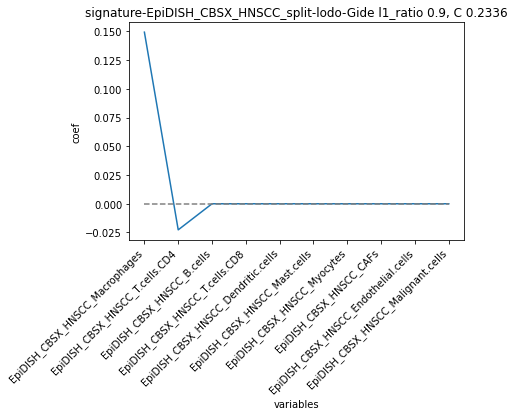 signature-EpiDISH_CBSX_HNSCC_split-lodo-Gide l1_ratio 0.9, C 0.2336
0.150
0.125
0.100
0.075
0.050
0.025
0.000
−0.025
coef
EpiDISH_CBSX_HNSCC_Macrophages
EpiDISH_CBSX_HNSCC_T.cells.CD4
EpiDISH_CBSX_HNSCC_B.cells
EpiDISH_CBSX_HNSCC_T.cells.CD8
EpiDISH_CBSX_HNSCC_Dendritic.cells
EpiDISH_CBSX_HNSCC_Mast.cells
EpiDISH_CBSX_HNSCC_Myocytes
EpiDISH_CBSX_HNSCC_CAFs
EpiDISH_CBSX_HNSCC_Endothelial.cells
EpiDISH_CBSX_HNSCC_Malignant.cells
variables